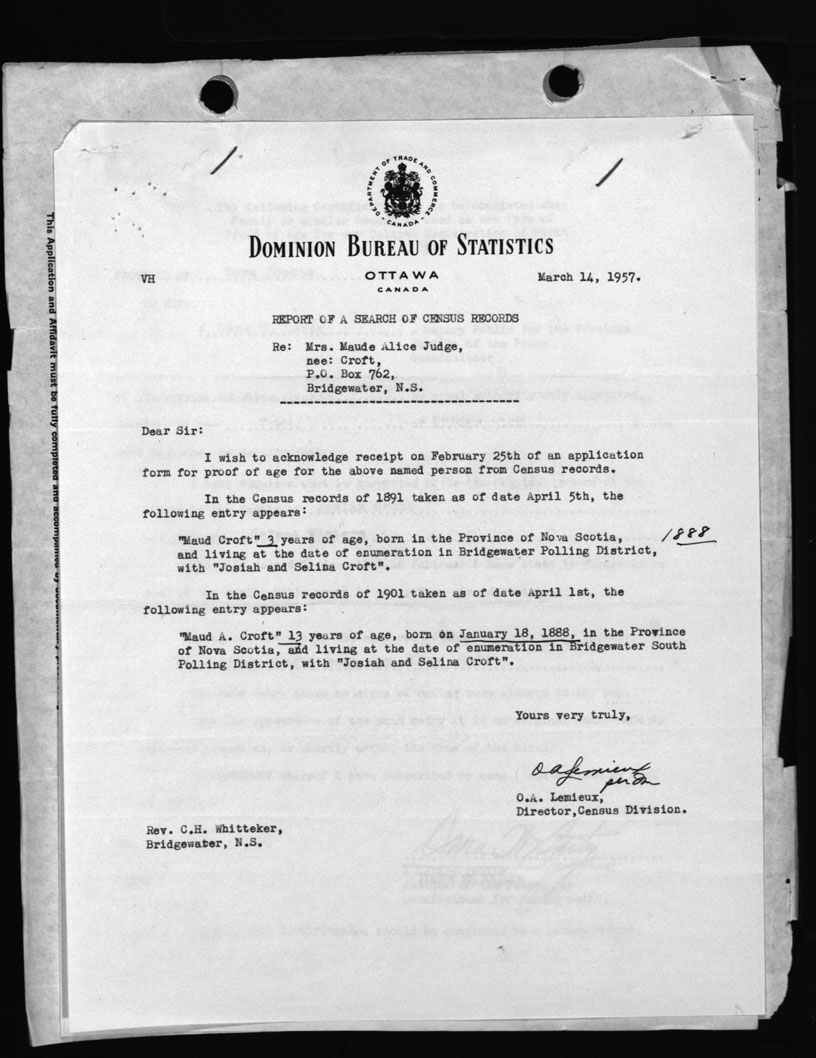 This Application and Affidavit must be fully completed and accompanied by
DEPARTMENT OF TRADE AND COMMERCE
CANADA
DOMINION BUREAU OF STATISTICS
VH
OTTAWA
CANADA
March 14, 1957.
REPORT OF A SEARCH OF CENSUS RECORDS
Re: Mrs. Maude Alice Judge,
nee: Croft,
P.O. Box 762,
Bridgewater, N.S.
Dear Sir:
I wish to acknowledge receipt on February 25th of an application
form for proof of age for the above named person from Census records.
In the Census records of 1891 taken as of date April 5th, the
following entry appears:
"Maud Croft" 3 years of age, born in the Province of Nova Scotia, 1888
and living at the date of enumeration in Bridgewater Polling District,
with "Josiah and Selina Croft".
In the Census records of 1901 taken as of date April 1st, the
following entry appears:
"Maud A. Croft" 13 years of age, born on January 18, 1888, in the Province
of Nova Scotia, and living at the date of enumeration in Bridgewater South
Polling District, with "Josiah and Selina Croft".
Yours very truly,
O A Lemieux
per
O.A. Lemieux,
Director,Census Division.
Rev. C.H. Whitteker,
Bridgewater, N.S.